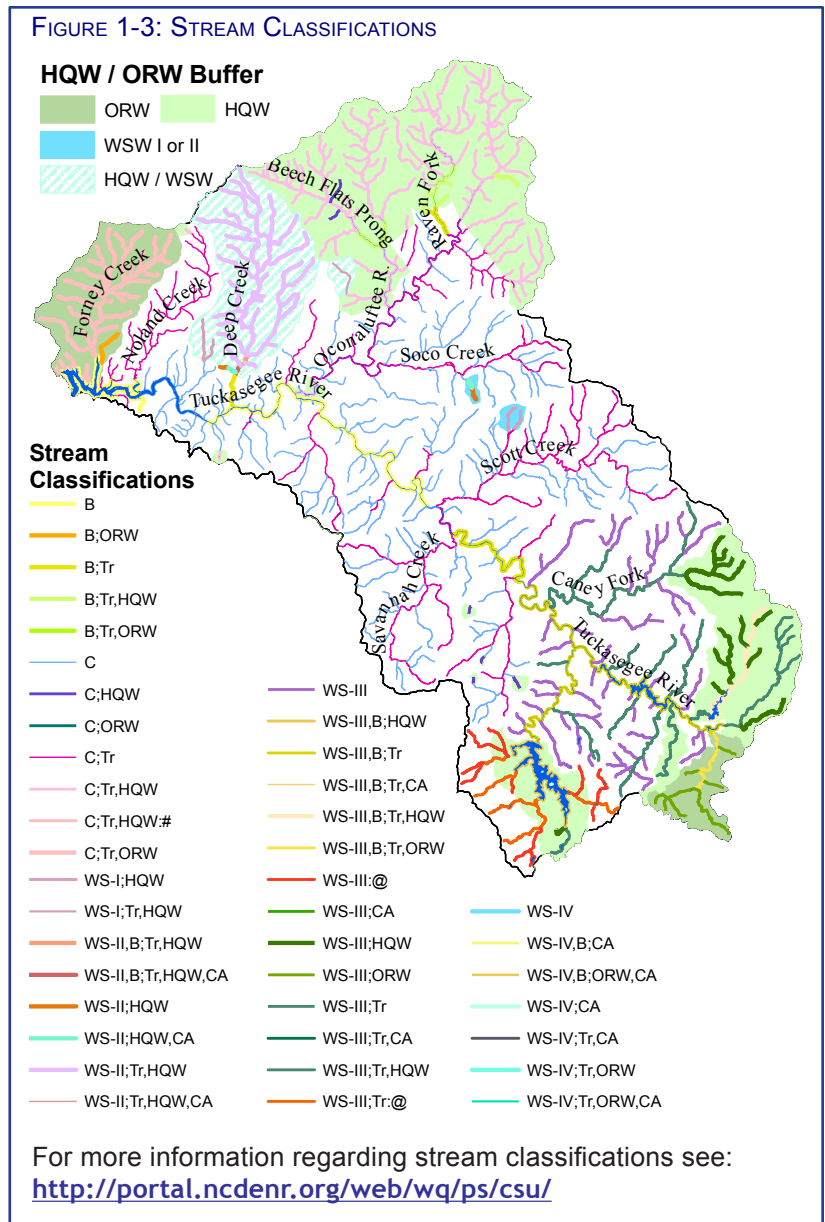 FIGURE 1-3: STREAM CLASSIFICATIONS
HQW / ORW Buffer
ORW
HQW
WSW I or II
HQW / WSW
Beech Flats Prong
Raven Fork
Forney Creek
Noland Creek
Deep Creek
Oconaluftee R.
Soco Creek
Tuckasegee River
Scott Creek
Savannah Creek
Caney Fork
Tuckasegee River
Stream
Classifications
B
B;ORW
B;Tr
B;Tr,HQW
B;Tr,ORW
C
C;HQW
C;ORW
C;Tr
C;Tr,HQW
C;Tr,HQW:#
C;Tr,ORW
WS-I;HQW
WS-I;Tr,HQW
WS-II,B;Tr,HQW
WS-II,B;Tr,HQW,CA
WS-II;HQW
WS-II;HQW,CA
WS-II;Tr,HQW
WS-II;Tr,HQW,CA
WS-III
WS-III,B;HQW
WS-III,B;Tr
WS-III,B;Tr,CA
WS-III,B;Tr,HQW
WS-III,B;Tr,ORW
WS-III:@
WS-III;CA
WS-III;HQW
WS-III;ORW
WS-III;Tr
WS-III;Tr,CA
WS-III;Tr,HQW
WS-III;Tr:@
WS-IV
WS-IV,B;CA
WS-IV,B;ORW,CA
WS-IV;CA
WS-IV;Tr,CA
WS-IV;Tr,ORW
WS-IV;Tr,ORW,CA
For more information regarding stream classifications see:
http://portal.ncdenr.org/web/wq/ps/csu/